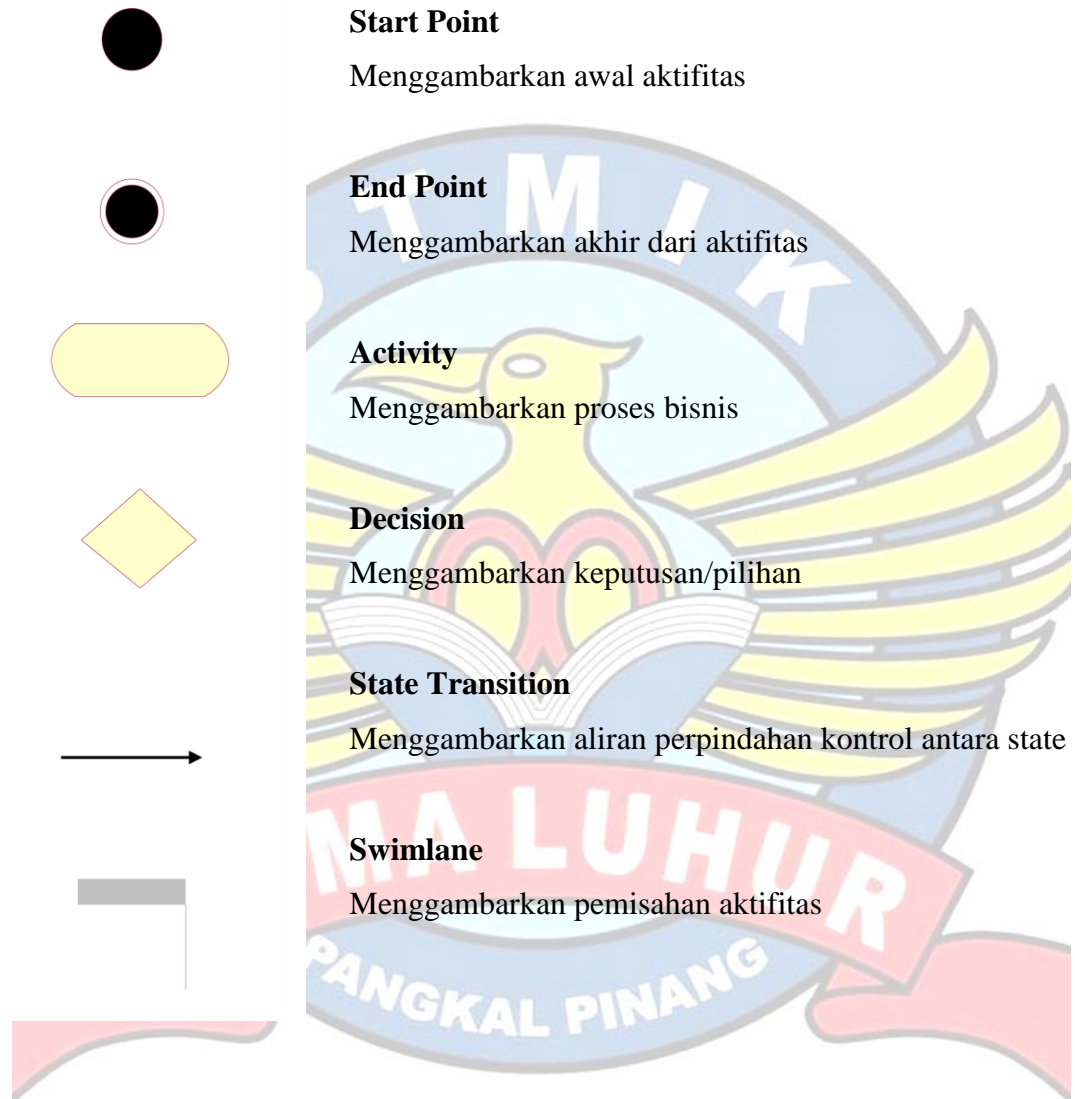 Start Point
Menggambarkan awal aktifitas
End Point
Menggambarkan akhir dari aktifitas
Activity
Menggambarkan proses bisnis
Decision
Menggambarkan keputusan/pilihan
State Transition
Menggambarkan aliran perpindahan kontrol antara state
Swimlane
Menggambarkan pemisahan aktifitas
STMIK
MA LUHUR
PANGKAL PINANG